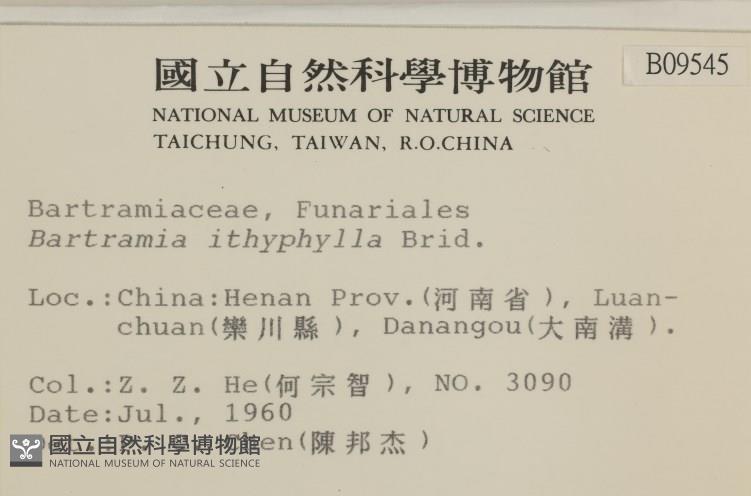 國立自然科學博物館
B09545
NATIONAL MUSEUM OF NATURAL SCIENCE
TAICHUNG, TAIWAN, R.O.CHINA
Bartramiaceae, Funariales
Bartramia ithyphylla Brid.
Loc.:China:Henan Prov.(河南省), Luan-
chuan(欒川縣), Danangou(大南溝).
Col.:Z. Z. He(何宗智), NO. 3090
Date:Jul., 1960
Chen(陳邦杰)
國立自然科學博物館
NATIONAL MUSEUM OF NATURAL SCIENCE